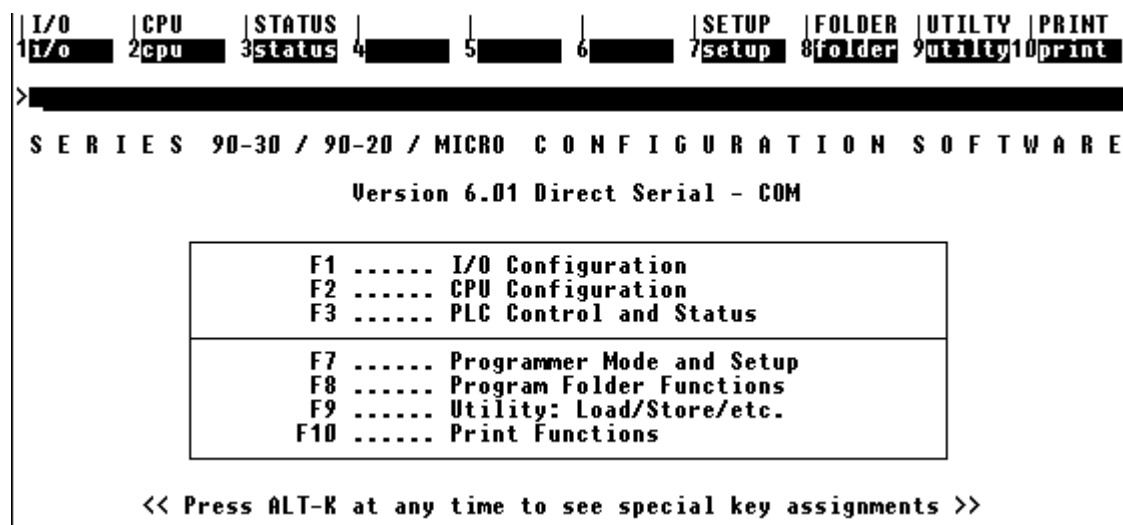 |I/O |CPU |STATUS | | | |SETUP |FOLDER |UTILTY |PRINT
1i/o 2cpu 3status 4 5 6 7setup 8folder 9utilty10print
>
S E R I E S 90-30 / 90-20 / MICRO C O N F I G U R A T I O N S O F T W A R E
Version 6.01 Direct Serial - COM
F1 ...... I/O Configuration
F2 ...... CPU Configuration
F3 ...... PLC Control and Status
F7 ...... Programmer Mode and Setup
F8 ...... Program Folder Functions
F9 ...... Utility: Load/Store/etc.
F10 ...... Print Functions
<< Press ALT-K at any time to see special key assignments >>